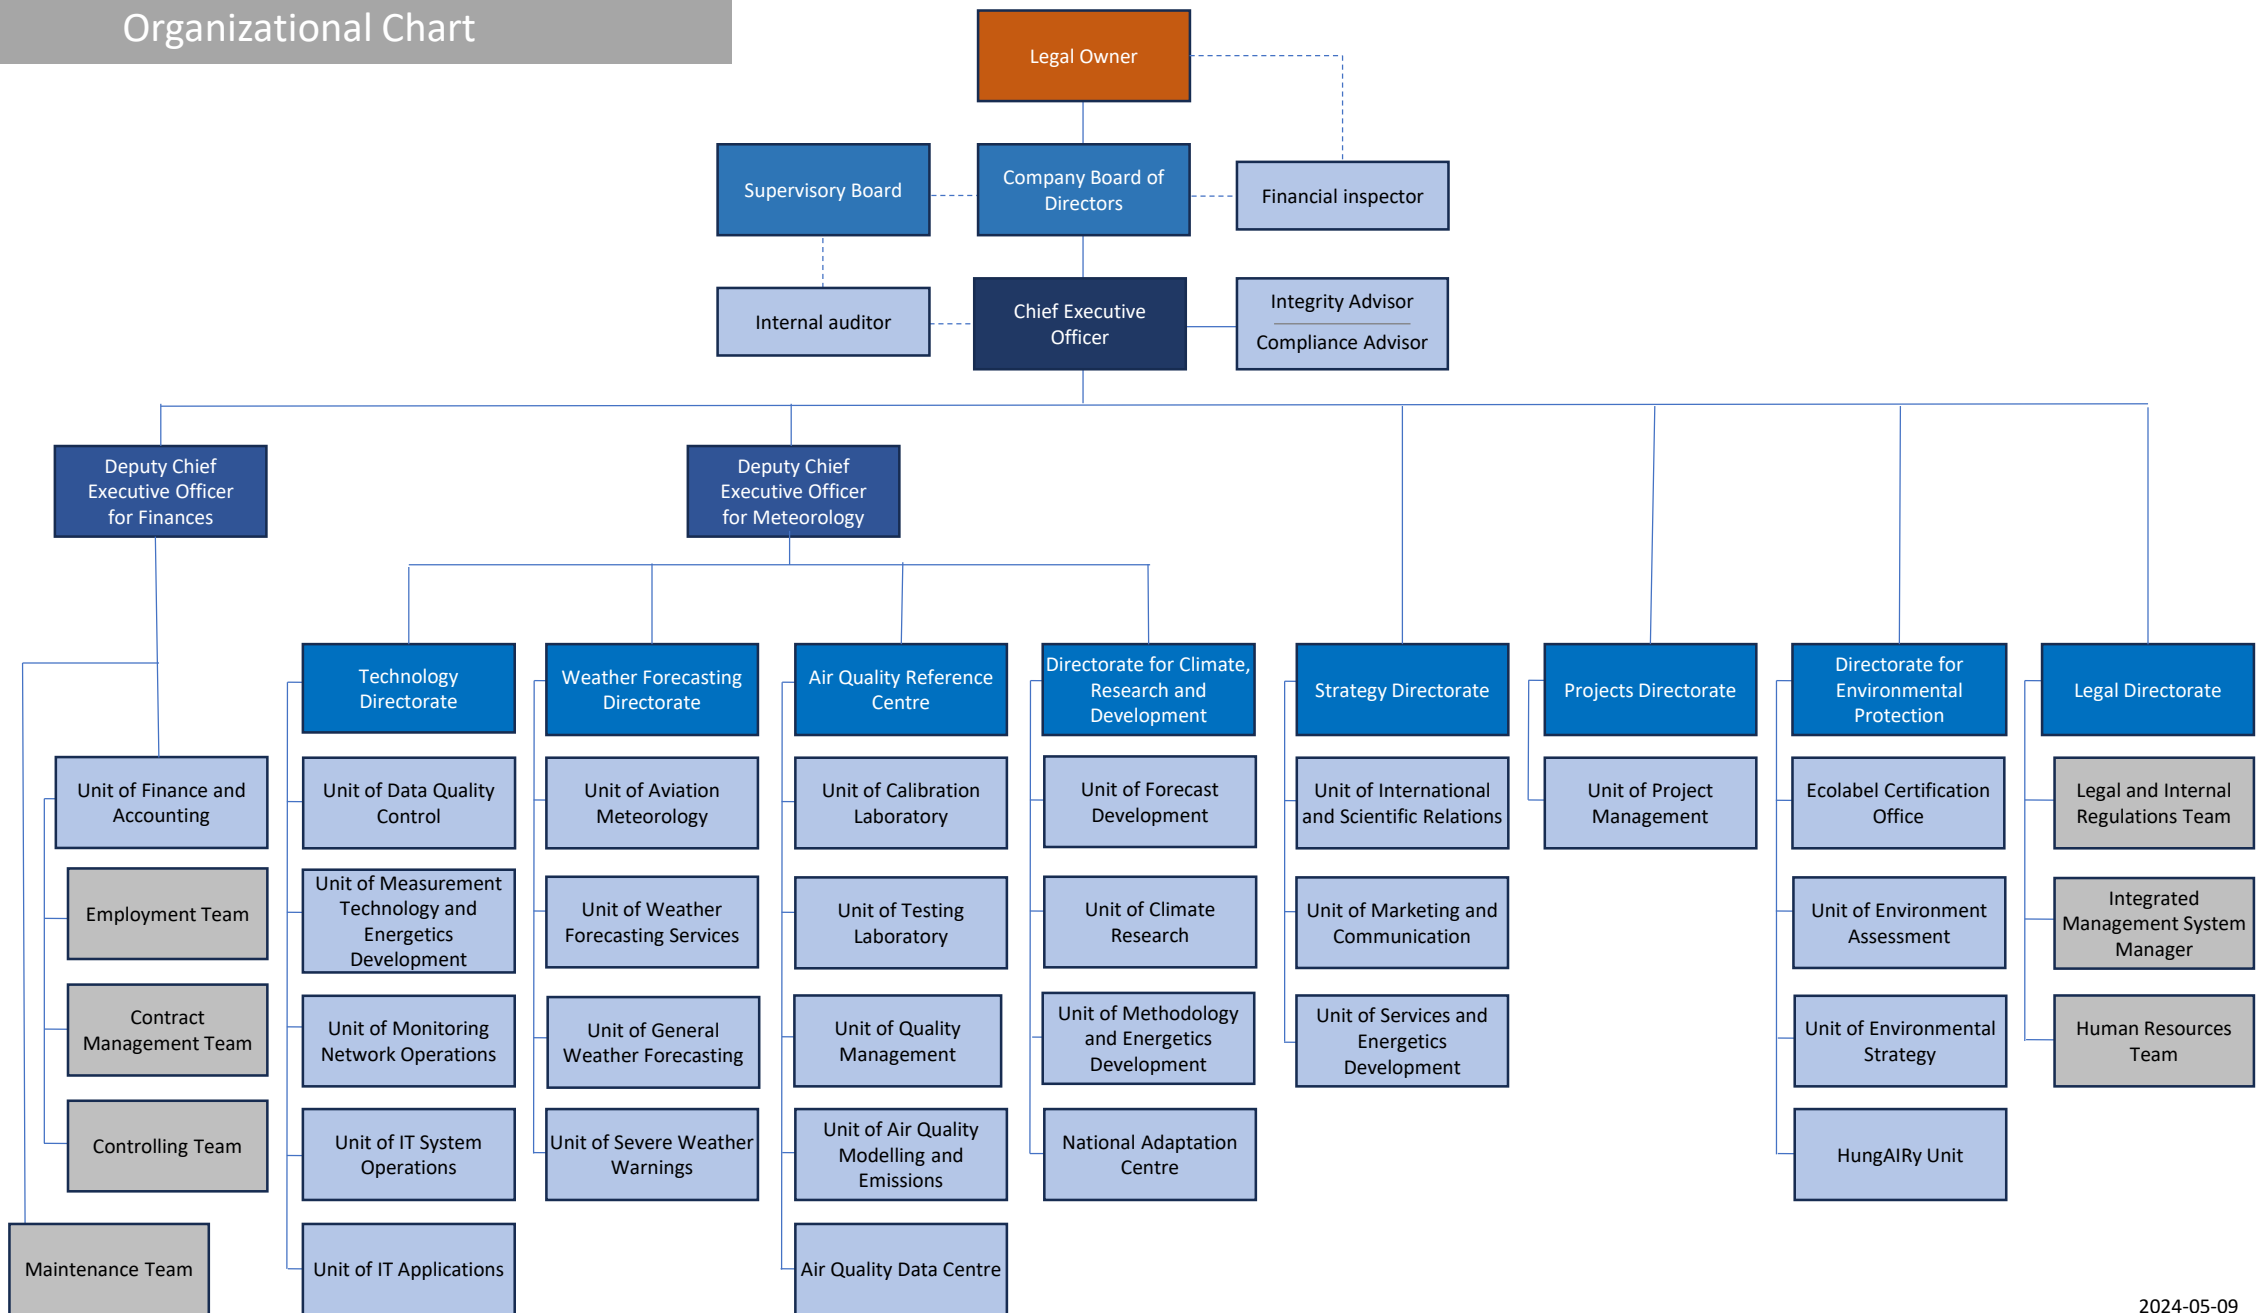 Organizational Chart
Legal Owner
Supervisory Board
Company Board of
Directors
Financial inspector
Internal auditor
Chief Executive
Officer
Integrity Advisor
Compliance Advisor
Deputy Chief
Executive Officer
for Finances
Deputy Chief
Executive Officer
for Meteorology
Technology
Directorate
Weather Forecasting
Directorate
Air Quality Reference
Centre
Directorate for Climate,
Research and
Development
Strategy Directorate
Projects Directorate
Directorate for
Environmental
Protection
Legal Directorate
Unit of Finance and
Accounting
Unit of Data Quality
Control
Unit of Aviation
Meteorology
Unit of Calibration
Laboratory
Unit of Forecast
Development
Unit of International
and Scientific Relations
Unit of Project
Management
Ecolabel Certification
Office
Legal and Internal
Regulations Team
Employment Team
Unit of Measurement
Technology and
Energetics
Development
Unit of Weather
Forecasting Services
Unit of Testing
Laboratory
Unit of Climate
Research
Unit of Marketing and
Communication
Unit of Environment
Assessment
Integrated
Management System
Manager
Contract
Management Team
Unit of Monitoring
Network Operations
Unit of General
Weather Forecasting
Unit of Quality
Management
Unit of Methodology
and Energetics
Development
Unit of Services and
Energetics
Development
Unit of Environmental
Strategy
Human Resources
Team
Controlling Team
Unit of IT System
Operations
Unit of Severe Weather
Warnings
Unit of Air Quality
Modelling and
Emissions
National Adaptation
Centre
HungAIRy Unit
Maintenance Team
Unit of IT Applications
Air Quality Data Centre
2024-05-09